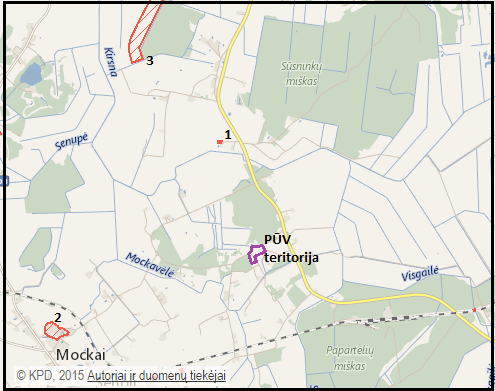 Kirsna
3
Sūsninkų
miškas
1
Senupė
PŪV
teritorija
Mockavėlė
Visgailė
2
Mockai
Papartelių
miškas
© KPD, 2015 Autoriai ir duomenų tiekėjai